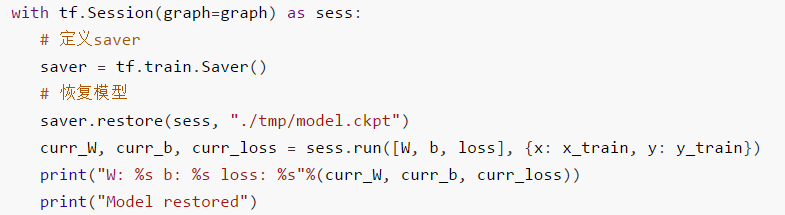 with tf.Session(graph=graph) as sess:
    # 定义saver
    saver = tf.train.Saver()
    # 恢复模型
    saver.restore(sess, "./tmp/model.ckpt")
    curr_W, curr_b, curr_loss = sess.run([W, b, loss], {x: x_train, y: y_train})
    print("W: %s b: %s loss: %s"%(curr_W, curr_b, curr_loss))
    print("Model restored")